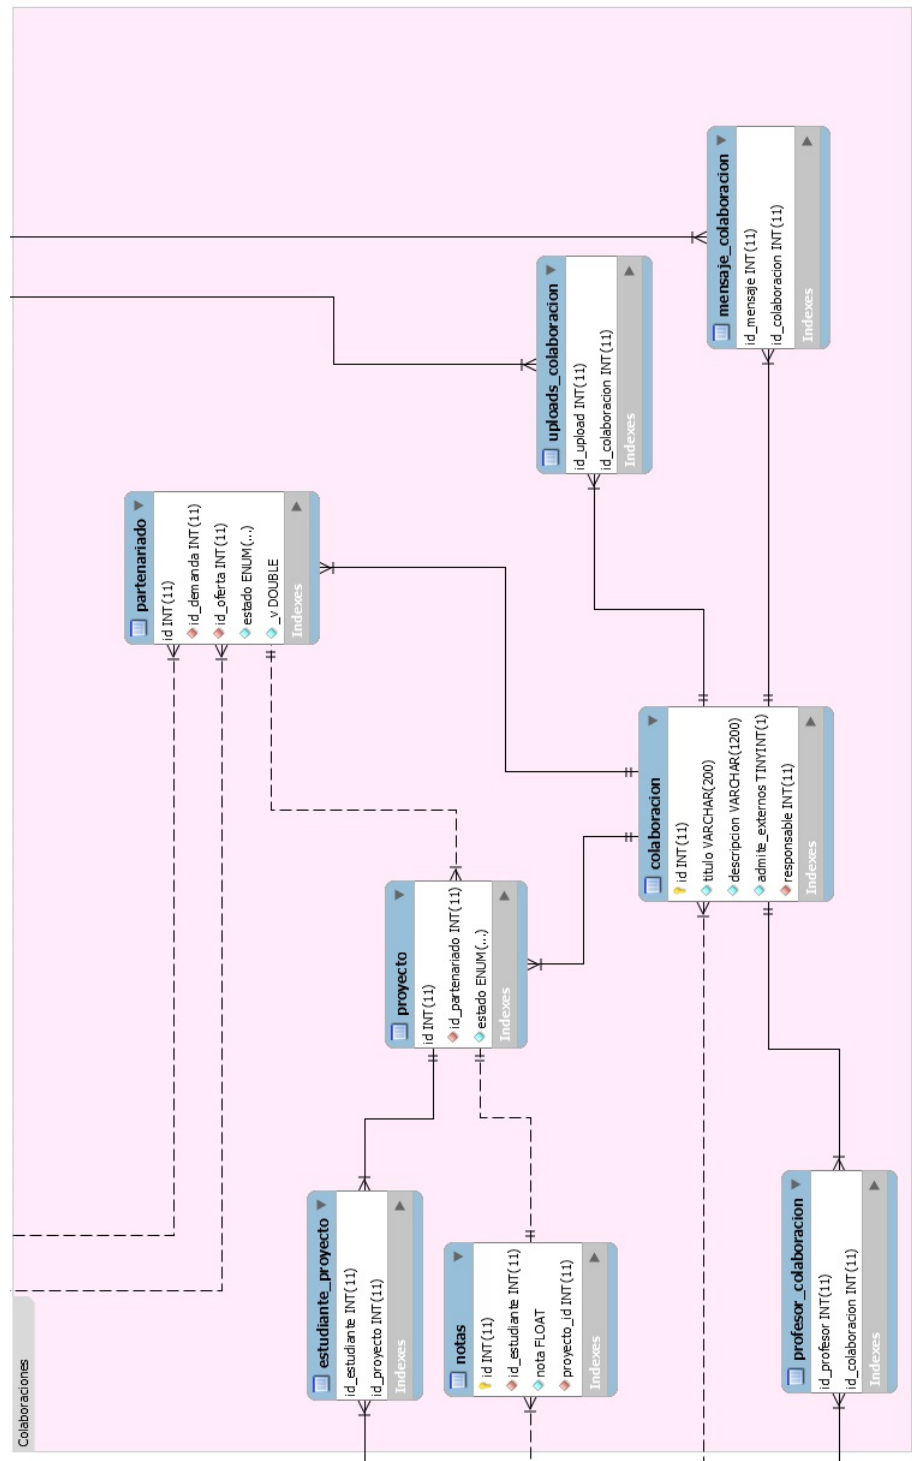 Colaboraciones
estudiante_proyecto
id_estudiante INT(11)
id_proyecto INT(11)
Indexes
notas
id INT(11)
id_estudiante INT(11)
nota FLOAT
proyecto_id INT(11)
Indexes
profesor_colaboracion
id_profesor INT(11)
id_colaboracion INT(11)
Indexes
proyecto
id INT(11)
id_partenariado INT(11)
estado ENUM(...)
Indexes
colaboracion
id INT(11)
titulo VARCHAR(200)
descripcion VARCHAR(1200)
admite_externos TINYINT(1)
responsable INT(11)
Indexes
partenariado
id INT(11)
id_demanda INT(11)
id_oferta INT(11)
estado ENUM(...)
_v DOUBLE
Indexes
uploads_colaboracion
id_upload INT(11)
id_colaboracion INT(11)
Indexes
mensaje_colaboracion
id_mensaje INT(11)
id_colaboracion INT(11)
Indexes